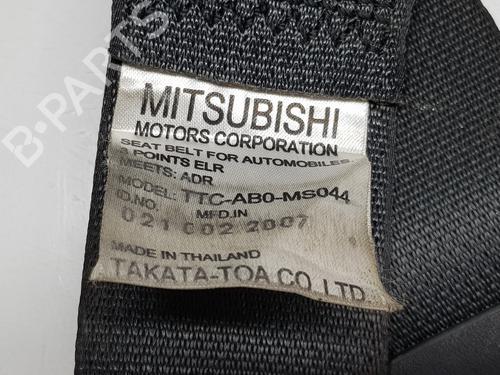 B-PARTS
MITSUBISHI
MOTORS CORPORATION
SEAT BELT FOR AUTOMOBILES
POINTS ELR
MEETS: ADR
MODEL: TTC-AB0-MS044
ID.NO. MFD.IN
021 002 2007
MADE IN THAILAND
TAKATA-TOA CO.,LTD.